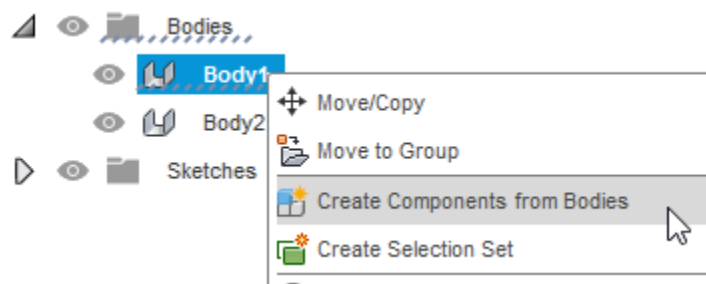 Bodies
Body1
Move/Copy
Body2
Move to Group
Sketches
Create Components from Bodies
Create Selection Set